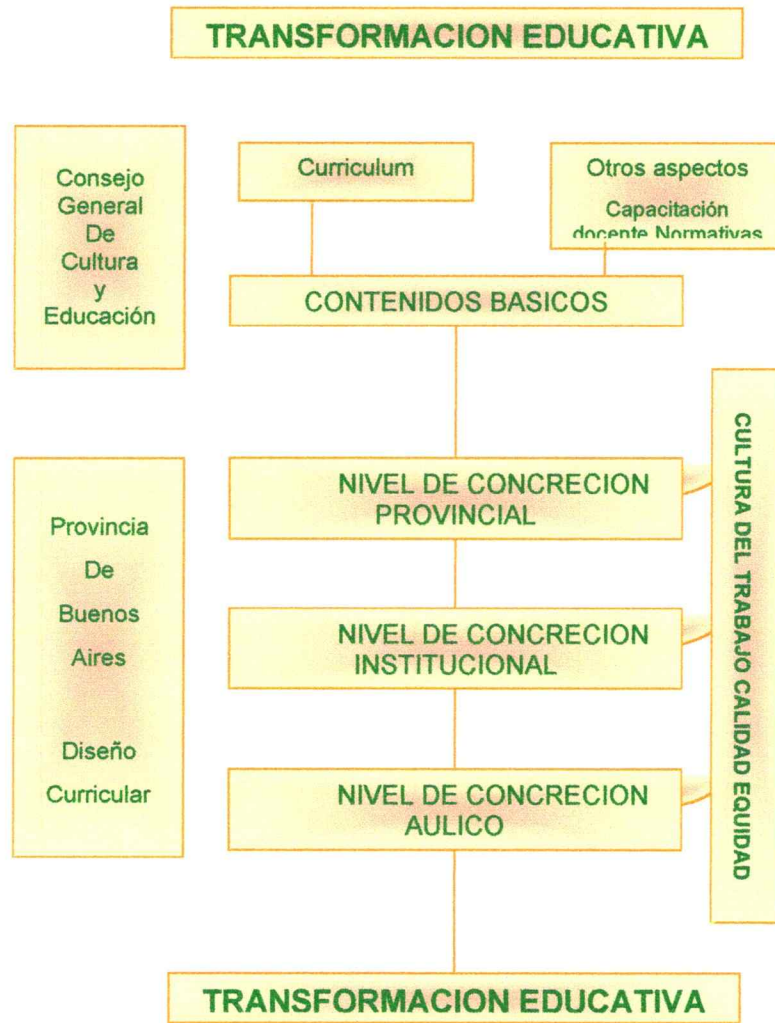 TRANSFORMACION EDUCATIVA
Consejo
General
De
Cultura
y
Educación
Curriculum
Otros aspectos
Capacitación
docente Normativas
CONTENIDOS BASICOS
Provincia
De
Buenos
Aires
Diseño
Curricular
NIVEL DE CONCRECION
PROVINCIAL
NIVEL DE CONCRECION
INSTITUCIONAL
NIVEL DE CONCRECION
AULICO
CULTURA DEL TRABAJO CALIDAD EQUIDAD
TRANSFORMACION EDUCATIVA